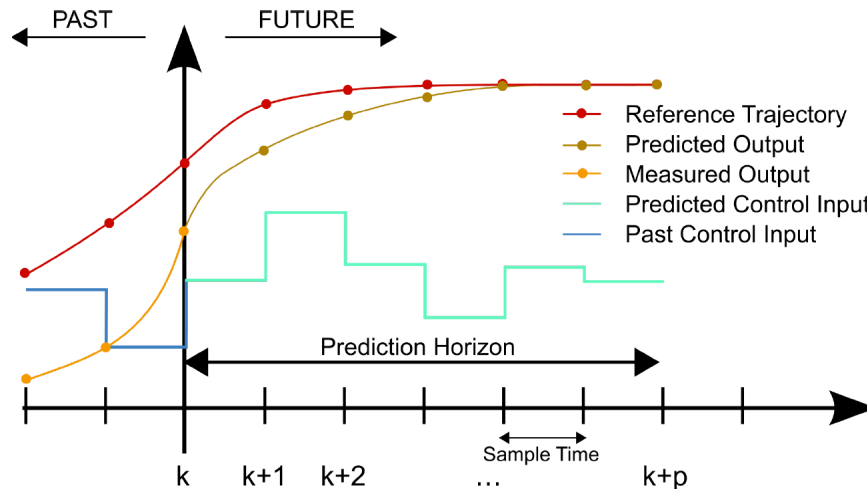 PAST
FUTURE
Reference Trajectory
Predicted Output
Measured Output
Predicted Control Input
Past Control Input
Prediction Horizon
Sample Time
k
k+1
k+2
...
k+p